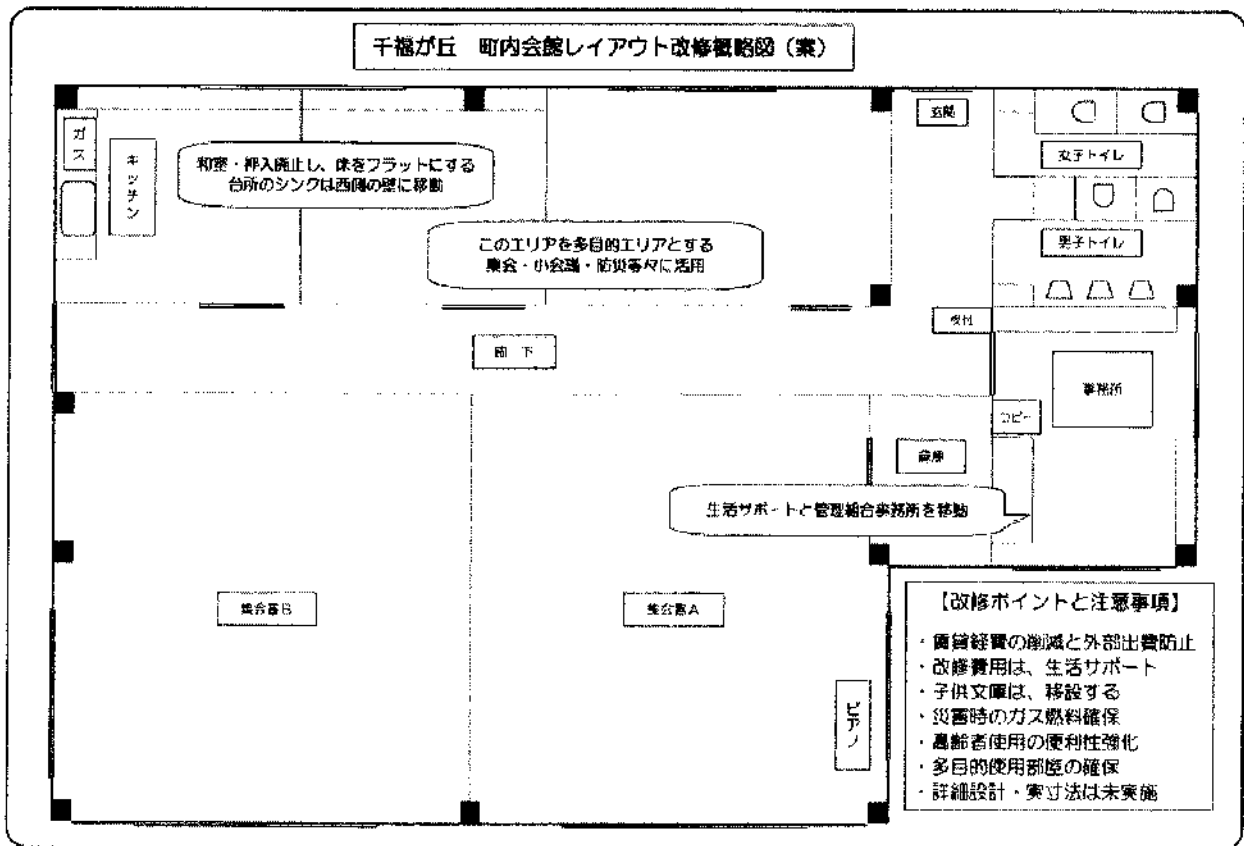 千福が丘 町内会館レイアウト改修概略図（案）
ガス
キッチン
和室・押入廃止し、床をフラットにする
台所のシンクは西側の壁に移動
このエリアを多目的エリアとする
集会・小会議・防災等々に活用
玄関
女子トイレ
男子トイレ
受付
廊 下
事務所
コピー
倉庫
生活サポートと管理組合事務所を移動
集会室B
集会室A
ピアノ
【改修ポイントと注意事項】
・賃貸経費の削減と外部出費防止
・改修費用は、生活サポート
・子供文庫は、移設する
・災害時のガス燃料確保
・高齢者使用の便利性強化
・多目的使用部屋の確保
・詳細設計・実寸法は未実施